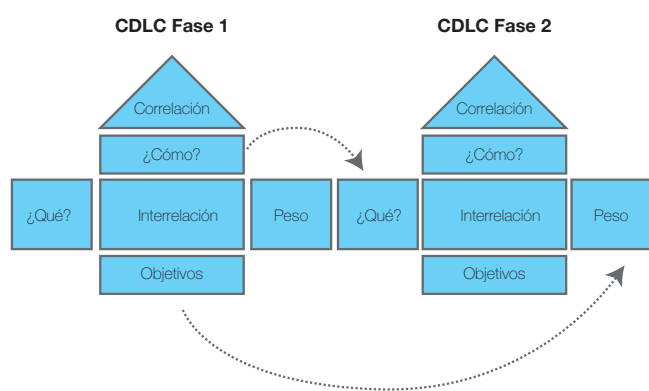 CDLC Fase 1
CDLC Fase 2
Correlación
¿Cómo?
¿Qué?
Interrelación
Peso
Objetivos
Correlación
¿Cómo?
¿Qué?
Interrelación
Peso
Objetivos